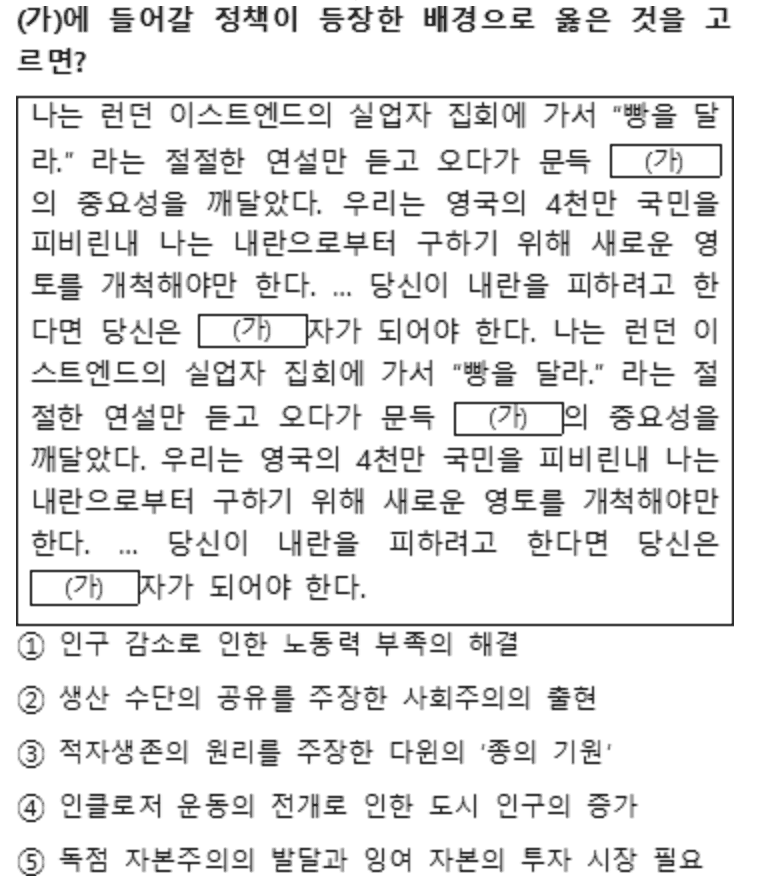 (가)에 들어갈 정책이 등장한 배경으로 옳은 것을 고
르면?
나는 런던 이스트엔드의 실업자 집회에 가서 “빵을 달
라.” 라는 절절한 연설만 듣고 오다가 문득 (가)
의 중요성을 깨달았다. 우리는 영국의 4천만 국민을
피비린내 나는 내란으로부터 구하기 위해 새로운 영
토를 개척해야만 한다. ... 당신이 내란을 피하려고 한
다면 당신은 (가)자가 되어야 한다. 나는 런던 이
스트엔드의 실업자 집회에 가서 “빵을 달라.” 라는 절
절한 연설만 듣고 오다가 문득 (가)의 중요성을
깨달았다. 우리는 영국의 4천만 국민을 피비린내 나는
내란으로부터 구하기 위해 새로운 영토를 개척해야만
한다. ... 당신이 내란을 피하려고 한다면 당신은
(가)자가 되어야 한다.
① 인구 감소로 인한 노동력 부족의 해결
② 생산 수단의 공유를 주장한 사회주의의 출현
③ 적자생존의 원리를 주장한 다윈의 ‘종의 기원’
④ 인클로저 운동의 전개로 인한 도시 인구의 증가
⑤ 독점 자본주의의 발달과 잉여 자본의 투자 시장 필요